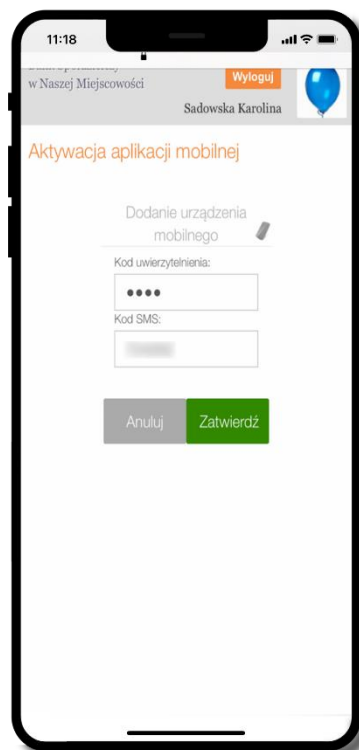 11:18
w Naszej Miejscowości
Wyloguj
Sadowska Karolina
Aktywacja aplikacji mobilnej
Dodanie urządzenia
mobilnego
Kod uwierzytelnienia:
••••
Kod SMS:
Anuluj
Zatwierdź